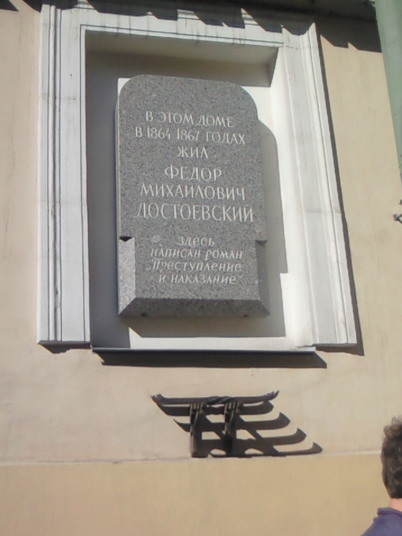 В ЭТОМ ДОМЕ
В 1864-1867 ГОДАХ
ЖИЛ
ФЕДОР
МИХАЙЛОВИЧ
ДОСТОЕВСКИЙ
ЗДЕСЬ
НАПИСАН РОМАН
„ПРЕСТУПЛЕНИЕ
И НАКАЗАНИЕ"